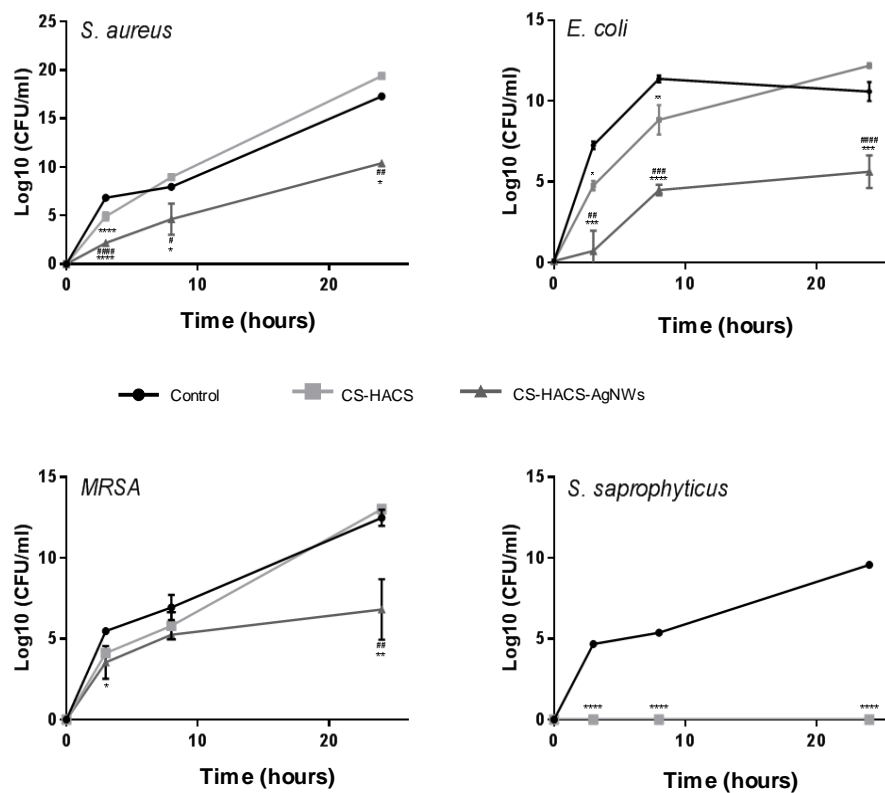 S. aureus
Log10 (CFU/ml)
25
20
15
10
5
0
****
####
****
#
*
##
*
0 10 20
Time (hours)
E. coli
Log10 (CFU/ml)
15
10
5
0
*
##
***
**
###
****
####
***
0 10 20
Time (hours)
Control CS-HACS CS-HACS-AgNWs
MRSA
Log10 (CFU/ml)
15
10
5
0
*
##
**
0 10 20
Time (hours)
S. saprophyticus
Log10 (CFU/ml)
15
10
5
0
**** **** ****
0 10 20
Time (hours)